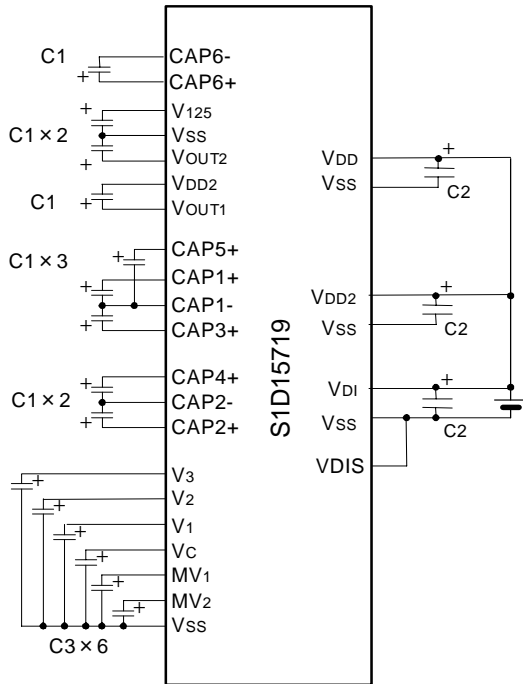 C1
CAP6-
+
CAP6+
+
V125
C1×2
VSS
+
VOUT2
VDD2
C1
+
VOUT1
CAP5+
+
C1×3
CAP1+
+
CAP1-
+
CAP3+
CAP4+
+
C1×2
CAP2-
+
CAP2+
V3
+
V2
+
V1
+
VC
+
MV1
+
MV2
+
VSS
C3×6
S1D15719
VDD
+
VSS
C2
VDD2
+
VSS
C2
VDI
+
VSS
C2
VDIS